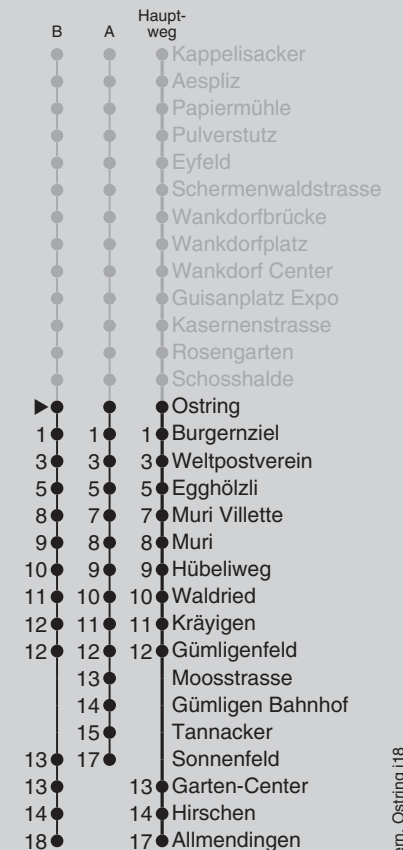 Haupt-
B A weg
Kappelisacker
Aespliz
Papiermühle
Pulverstutz
Eyfeld
Schermenwaldstrasse
Wankdorfbrücke
Wankdorfplatz
Wankdorf Center
Guisanplatz Expo
Kasernenstrasse
Rosengarten
Schosshalde
Ostring
1 1 1 Burgernziel
3 3 3 Weltpostverein
5 5 5 Egghölzli
8 7 7 Muri Villette
9 8 8 Muri
10 9 9 Hübeliweg
11 10 10 Waldried
12 11 11 Kräyigen
12 12 12 Gümligenfeld
13 Moosstrasse
14 Gümligen Bahnhof
15 Tannacker
13 17 Sonnenfeld
13 13 Garten-Center
14 14 Hirschen
18 17 Allmendingen
Ostring i18